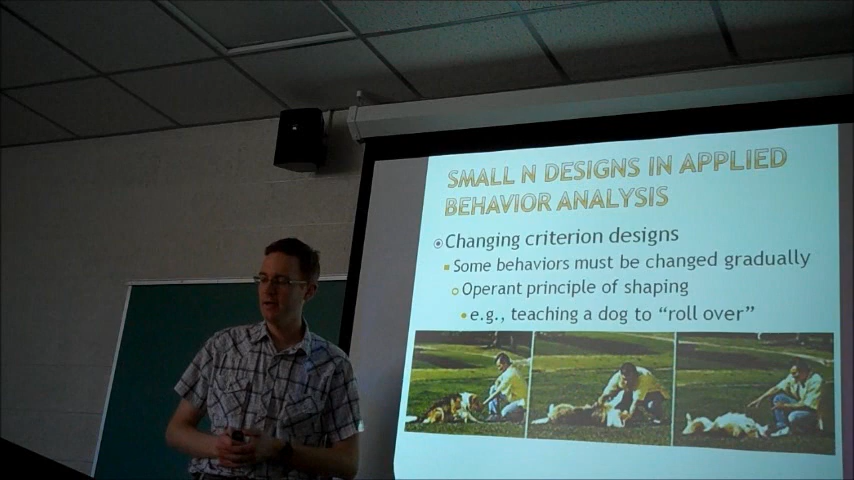 SMALL N DESIGNS IN APPLIED
BEHAVIOR ANALYSIS
Changing criterion designs
Some behaviors must be changed gradually
Operant principle of shaping
e.g., teaching a dog to “roll over”